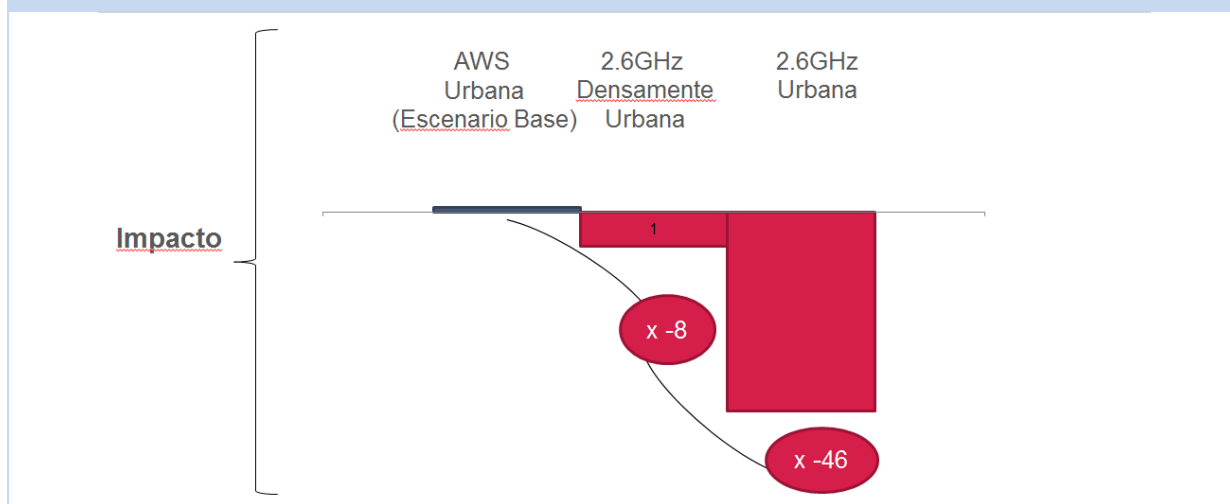 AWS
Urbana
(Escenario Base)
2.6GHz
Densamente
Urbana
2.6GHz
Urbana
Impacto
1
x -8
x -46